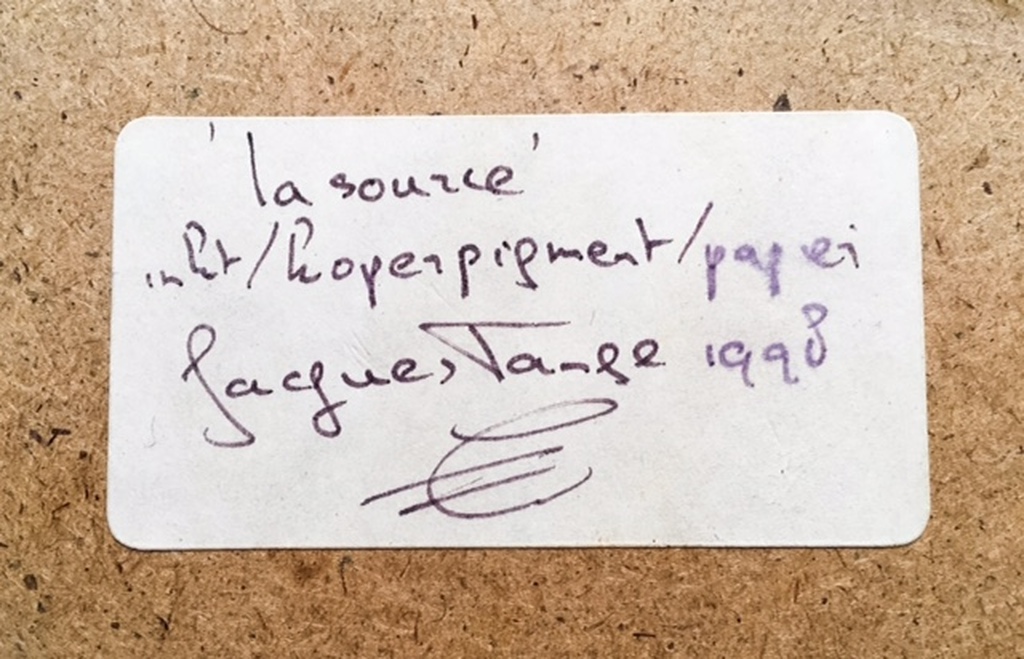 'la source'
inkt/koperpigment/papier
Jacques Tange 1998